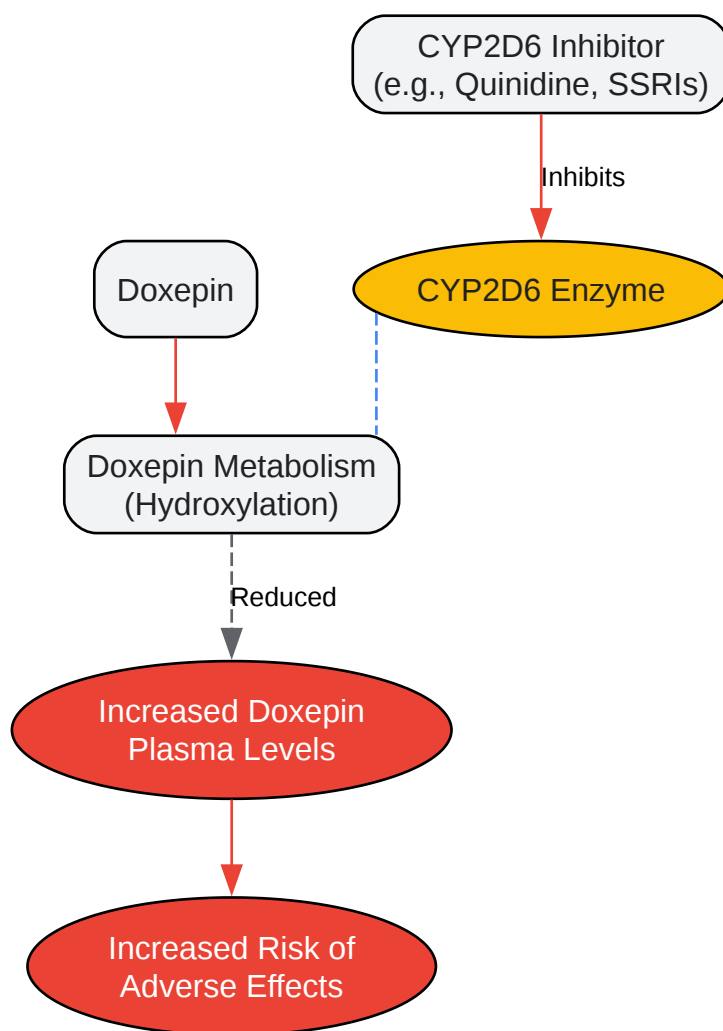 CYP2D6 Inhibitor
(e.g., Quinidine, SSRIs)
Inhibits
Doxepin
CYP2D6 Enzyme
Doxepin Metabolism
(Hydroxylation)
Reduced
Increased Doxepin
Plasma Levels
Increased Risk of
Adverse Effects